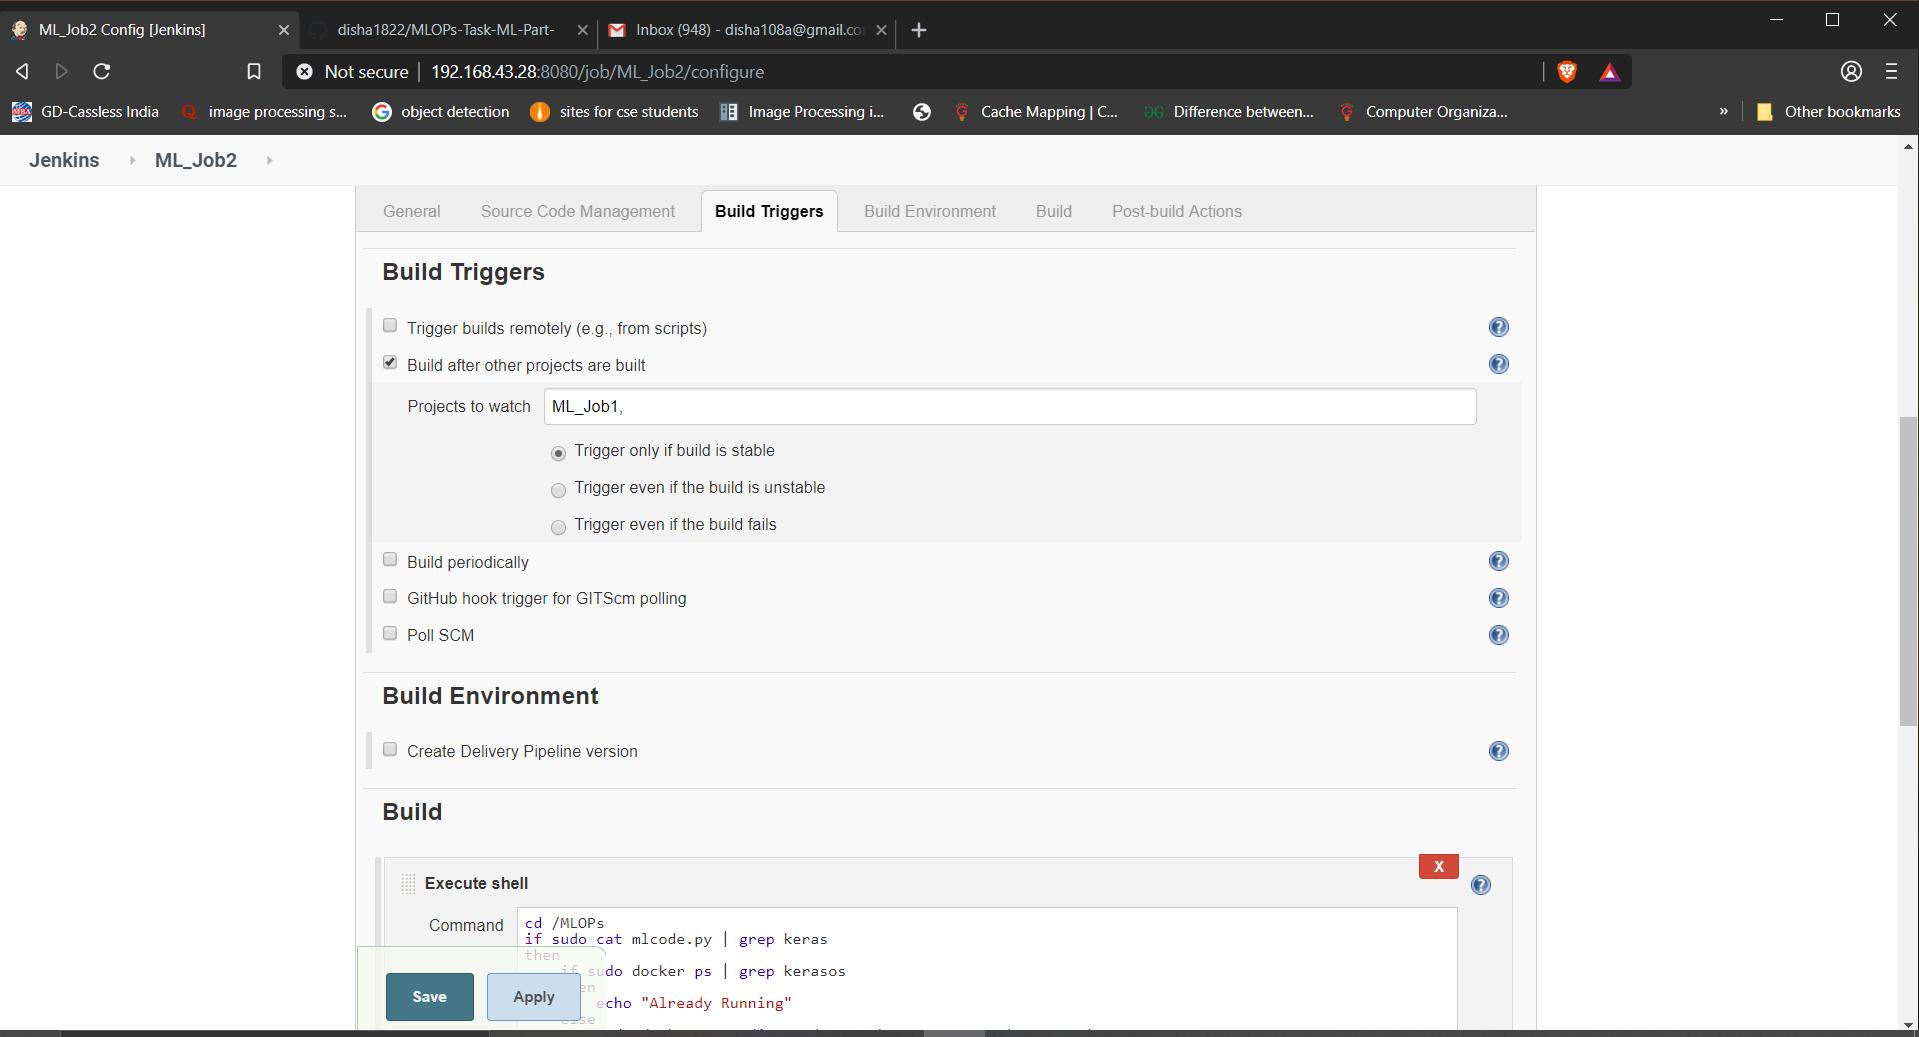 ML_Job2 Config [Jenkins]
disha1822/MLOPs-Task-ML-Part-
Inbox (948) - disha108a@gmail.co
Not secure
192.168.43.28:8080/job/ML_Job2/configure
GD-Cassless India
image processing s...
object detection
sites for cse students
Image Processing i...
Cache Mapping | C...
Difference between...
Computer Organiza...
»
Other bookmarks
Jenkins
ML_Job2
General
Source Code Management
Build Triggers
Build Environment
Build
Post-build Actions
Build Triggers
Trigger builds remotely (e.g., from scripts)
Build after other projects are built
Projects to watch
ML_Job1,
Trigger only if build is stable
Trigger even if the build is unstable
Trigger even if the build fails
Build periodically
GitHub hook trigger for GITScm polling
Poll SCM
Build Environment
Create Delivery Pipeline version
Build
X
Execute shell
Command
cd /MLOPs
if sudo cat mlcode.py | grep keras
then
if sudo docker ps | grep kerasos
en
echo "Already Running"
else
Save
Apply